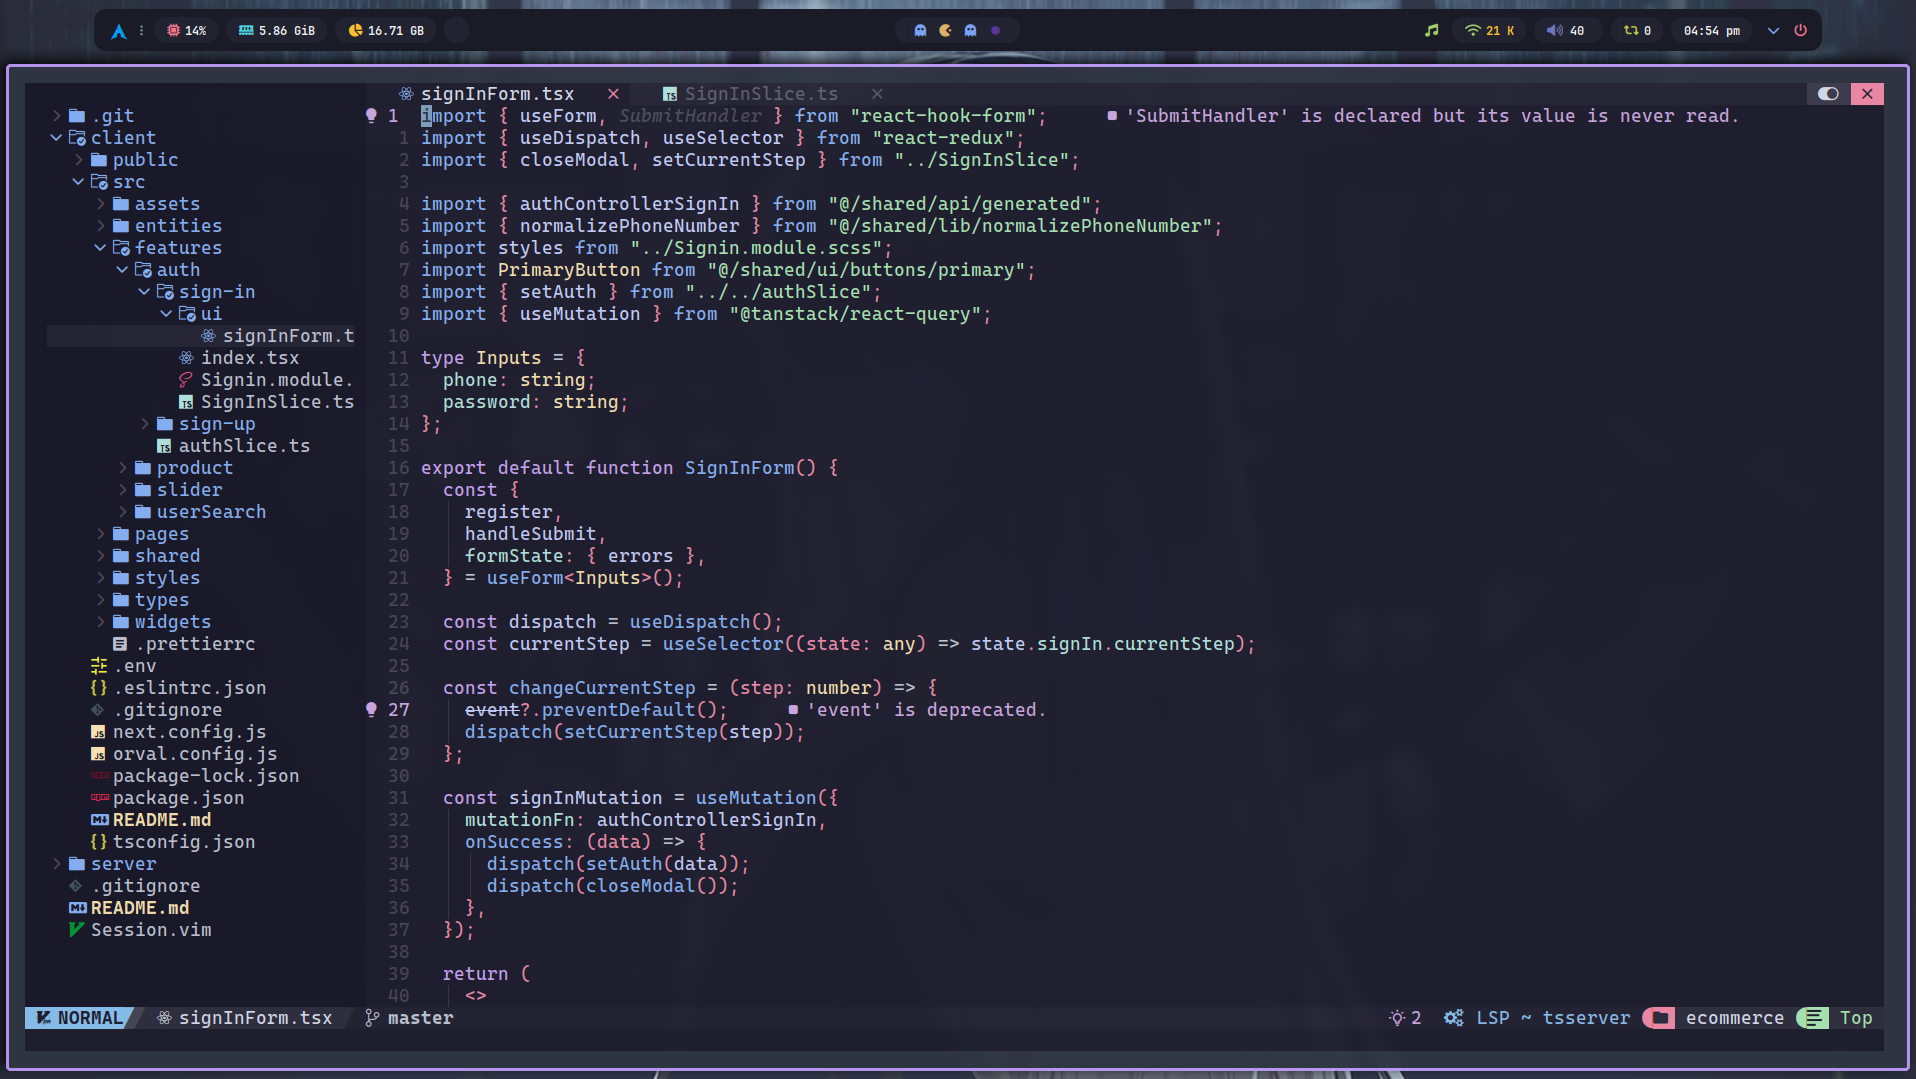 14% 5.86 GiB 16.71 GB 21 K 40 0 04:54 pm
signInForm.tsx SignInSlice.ts
.git
client
public
src
assets
entities
features
auth
sign-in
ui
signInForm.t
index.tsx
Signin.module.
SignInSlice.ts
sign-up
authSlice.ts
product
slider
userSearch
pages
shared
styles
types
widgets
.prettierrc
.env
.eslintrc.json
.gitignore
next.config.js
orval.config.js
package-lock.json
package.json
README.md
tsconfig.json
server
.gitignore
README.md
Session.vim
1 import { useForm, SubmitHandler } from "react-hook-form"; 'SubmitHandler' is declared but its value is never read.
1 import { useDispatch, useSelector } from "react-redux";
2 import { closeModal, setCurrentStep } from "../SignInSlice";
3
4 import { authControllerSignIn } from "@/shared/api/generated";
5 import { normalizePhoneNumber } from "@/shared/lib/normalizePhoneNumber";
6 import styles from "../Signin.module.scss";
7 import PrimaryButton from "@/shared/ui/buttons/primary";
8 import { setAuth } from "../../authSlice";
9 import { useMutation } from "@tanstack/react-query";
10
11 type Inputs = {
12 phone: string;
13 password: string;
14 };
15
16 export default function SignInForm() {
17 const {
18 register,
19 handleSubmit,
20 formState: { errors },
21 } = useForm<Inputs>();
22
23 const dispatch = useDispatch();
24 const currentStep = useSelector((state: any) => state.signIn.currentStep);
25
26 const changeCurrentStep = (step: number) => {
27 event?.preventDefault(); 'event' is deprecated.
28 dispatch(setCurrentStep(step));
29 };
30
31 const signInMutation = useMutation({
32 mutationFn: authControllerSignIn,
33 onSuccess: (data) => {
34 dispatch(setAuth(data));
35 dispatch(closeModal());
36 },
37 });
38
39 return (
40 <>
NORMAL signInForm.tsx master 2 LSP ~ tsserver ecommerce Top